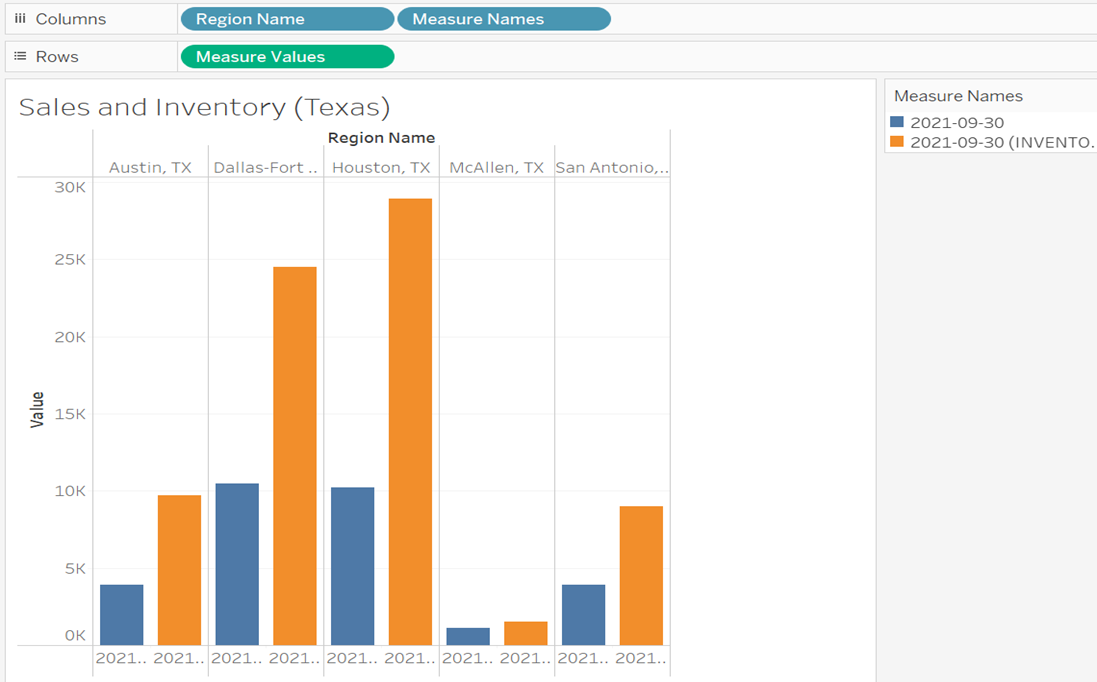 Columns Region Name Measure Names
Rows Measure Values
Sales and Inventory (Texas)
Region Name
Austin, TX Dallas-Fort .. Houston, TX McAllen, TX San Antonio,..
30K
25K
20K
15K
10K
5K
0K
Value
2021.. 2021.. 2021.. 2021.. 2021.. 2021.. 2021.. 2021.. 2021.. 2021..
Measure Names
2021-09-30
2021-09-30 (INVENTO..